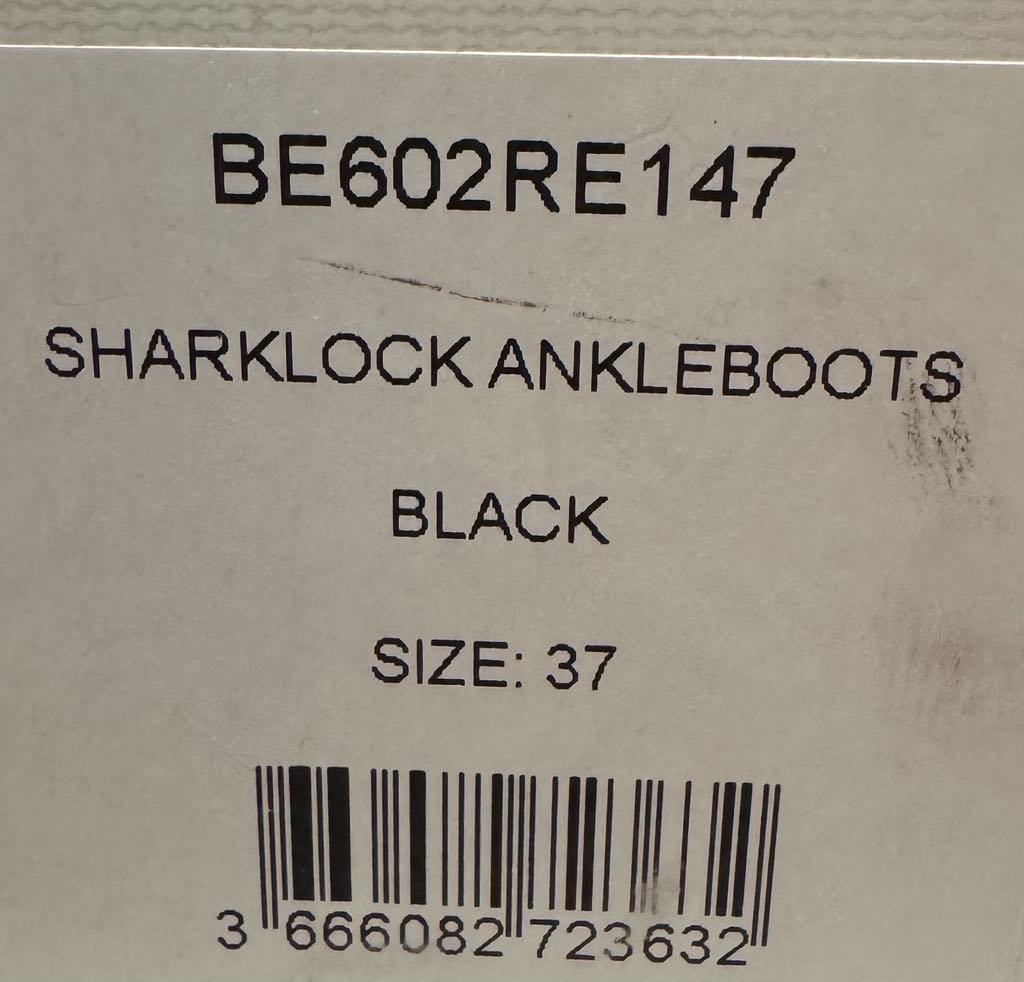 BE602RE147
SHARKLOCK ANKLEBOOTS
BLACK
SIZE: 37
3 666082 723632